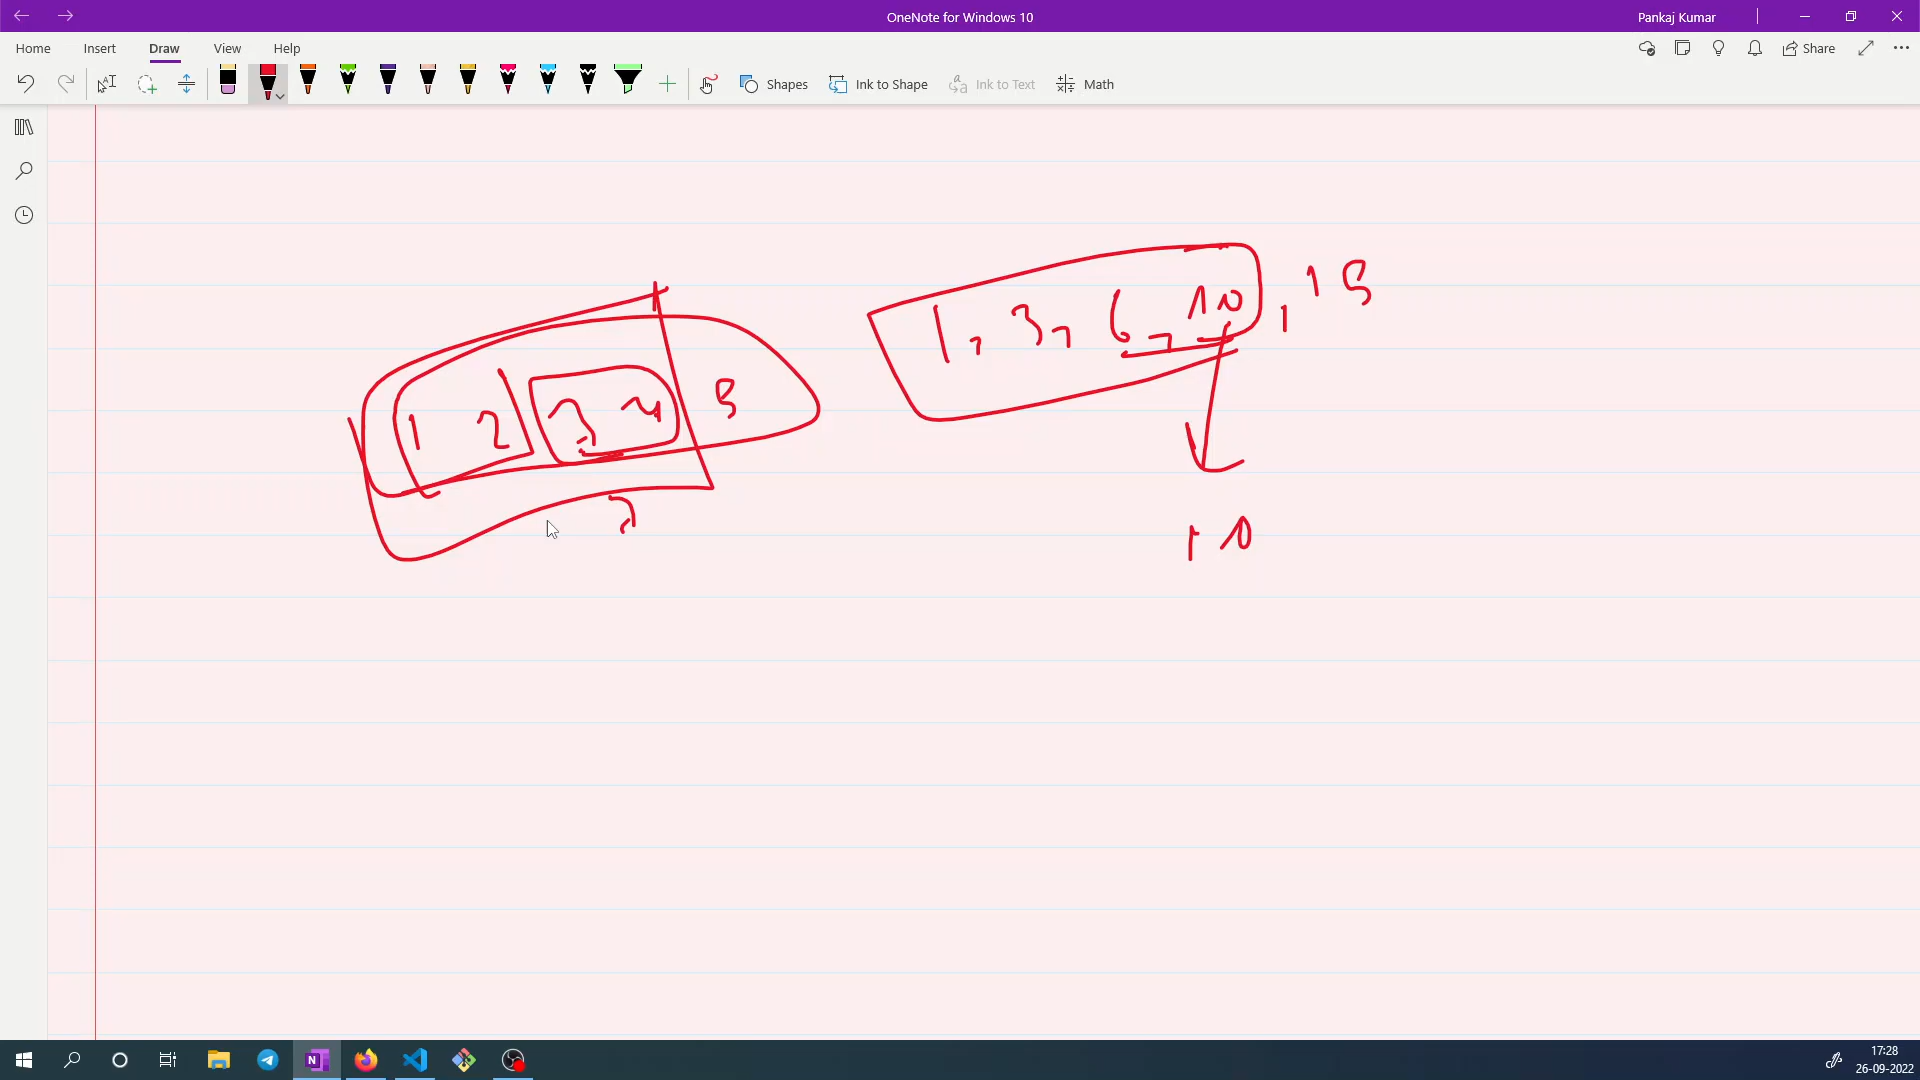 OneNote for Windows 10
Pankaj Kumar
Home Insert Draw View Help
Share
Shapes Ink to Shape Ink to Text Math
1, 3, 6, 10, 15
1 2 3 4 5
10
17:28
26-09-2022